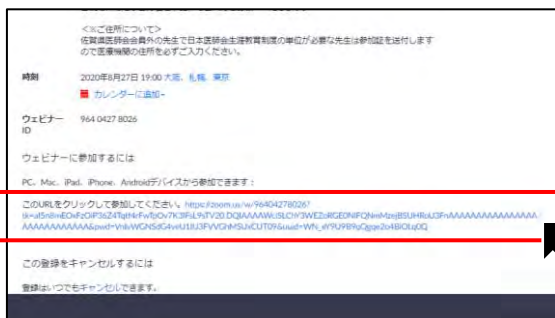 <※ご住所について>
佐賀県医師会会員外の先生で日本医師会生涯教育制度の単位が必要な先生は参加証を送付します
ので医療機関の住所を必ずご入力ください。
時刻 2020年8月27日 19:00 大阪、札幌、東京
カレンダーに追加-
ウェビナー 964 0427 8026
ID
ウェビナーに参加するには
PC、Mac、iPad、iPhone、Androidデバイスから参加できます:
このURLをクリックして参加してください。https://zoom.us/w/96404278026?
この登録をキャンセルするには
登録はいつでもキャンセルできます。